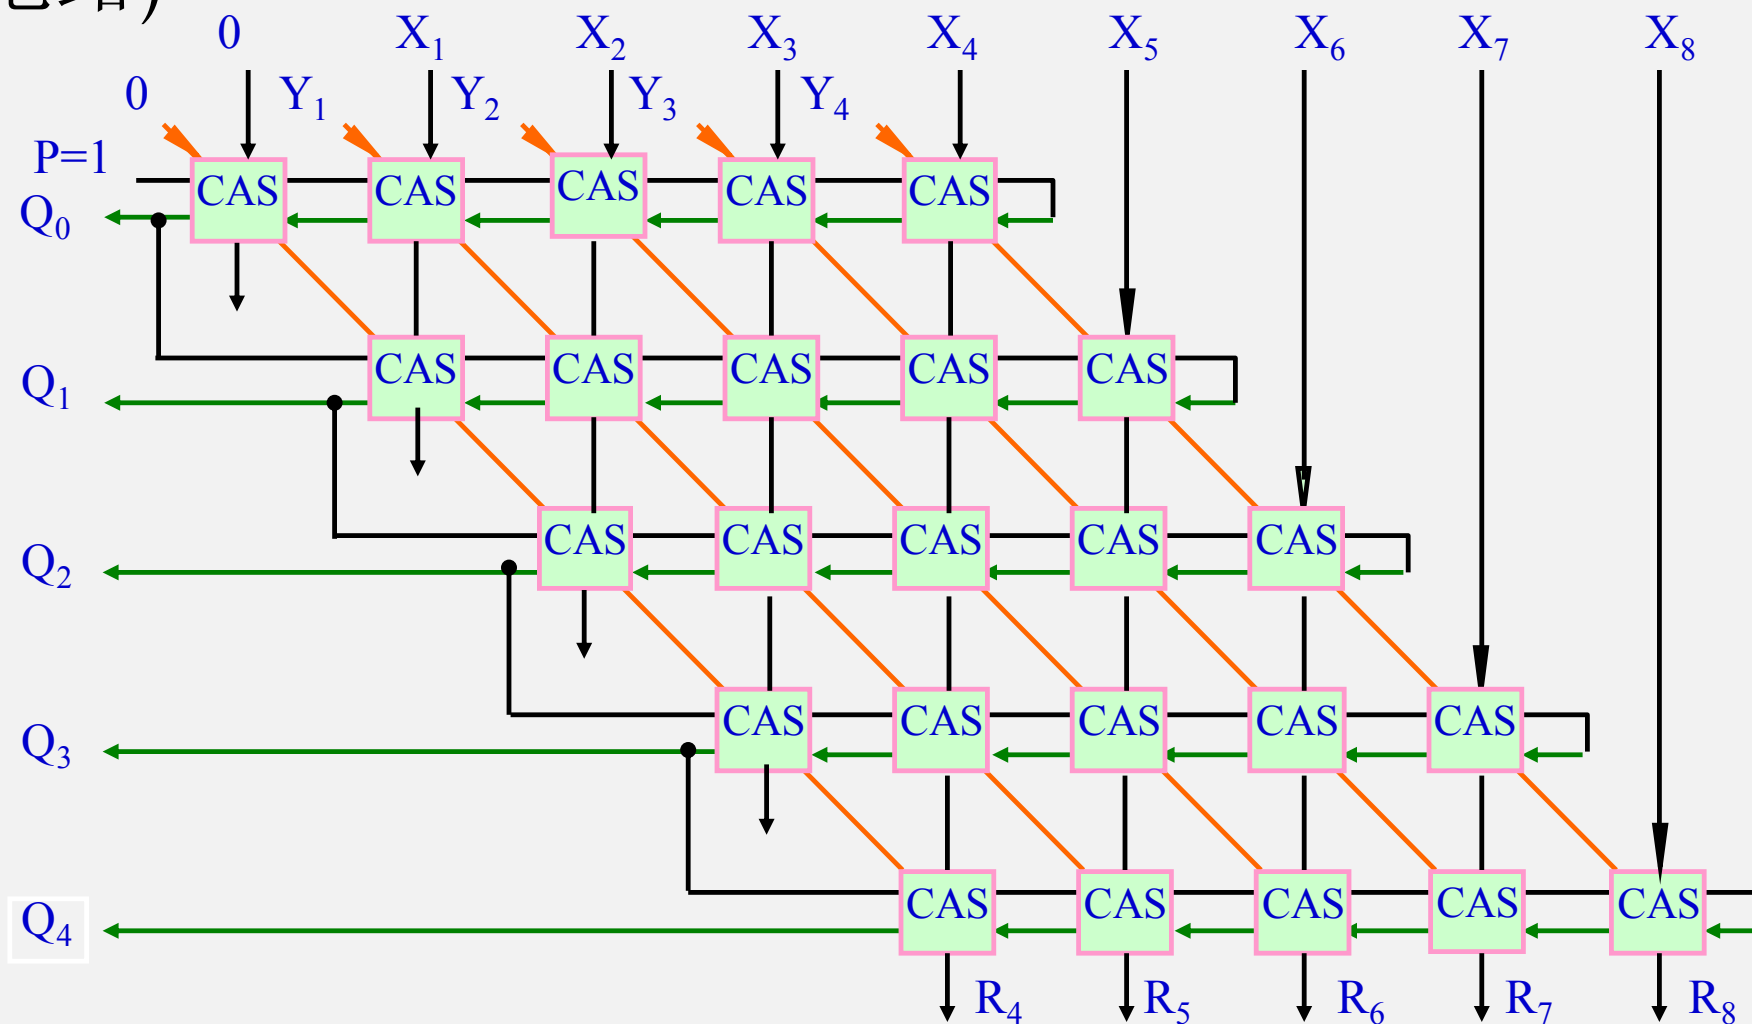 0 X₁ X₂ X₃ X₄ X₅ X₆ X₇ X₈
0 Y₁ Y₂ Y₃ Y₄
P=1
CAS CAS CAS CAS CAS
Q₀
CAS CAS CAS CAS CAS
Q₁
CAS CAS CAS CAS CAS
Q₂
CAS CAS CAS CAS CAS
Q₃
CAS CAS CAS CAS CAS
Q₄
R₄ R₅ R₆ R₇ R₈